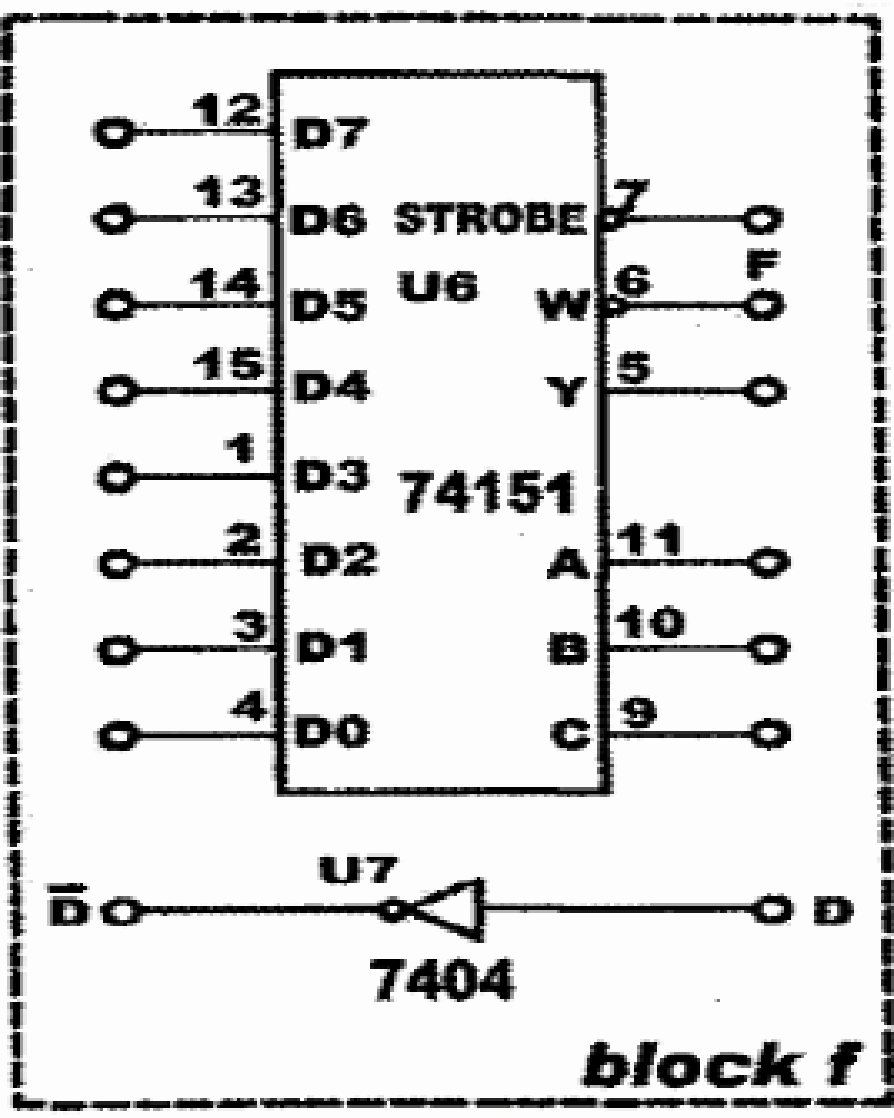 12 D7
13 D6 STROBE 7
F
14 D5 U6 W 6
15 D4 Y 5
1 D3 74151
2 D2 A 11
3 D1 B 10
4 D0 C 9
U7
D̅ D
7404
block f